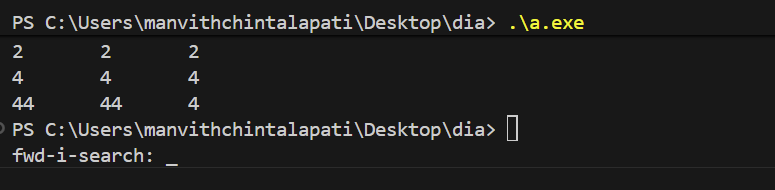 PS C:\Users\manvithchintalapati\Desktop\dia> .\a.exe
2 2 2
4 4 4
44 44 4
PS C:\Users\manvithchintalapati\Desktop\dia>
fwd-i-search: _